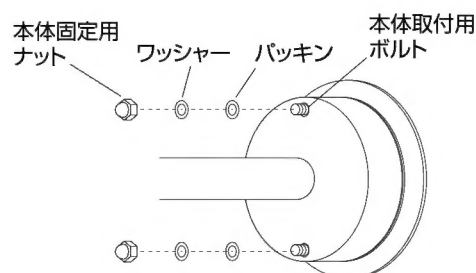 本体固定用
ナット
ワッシャー
パッキン
本体取付用
ボルト